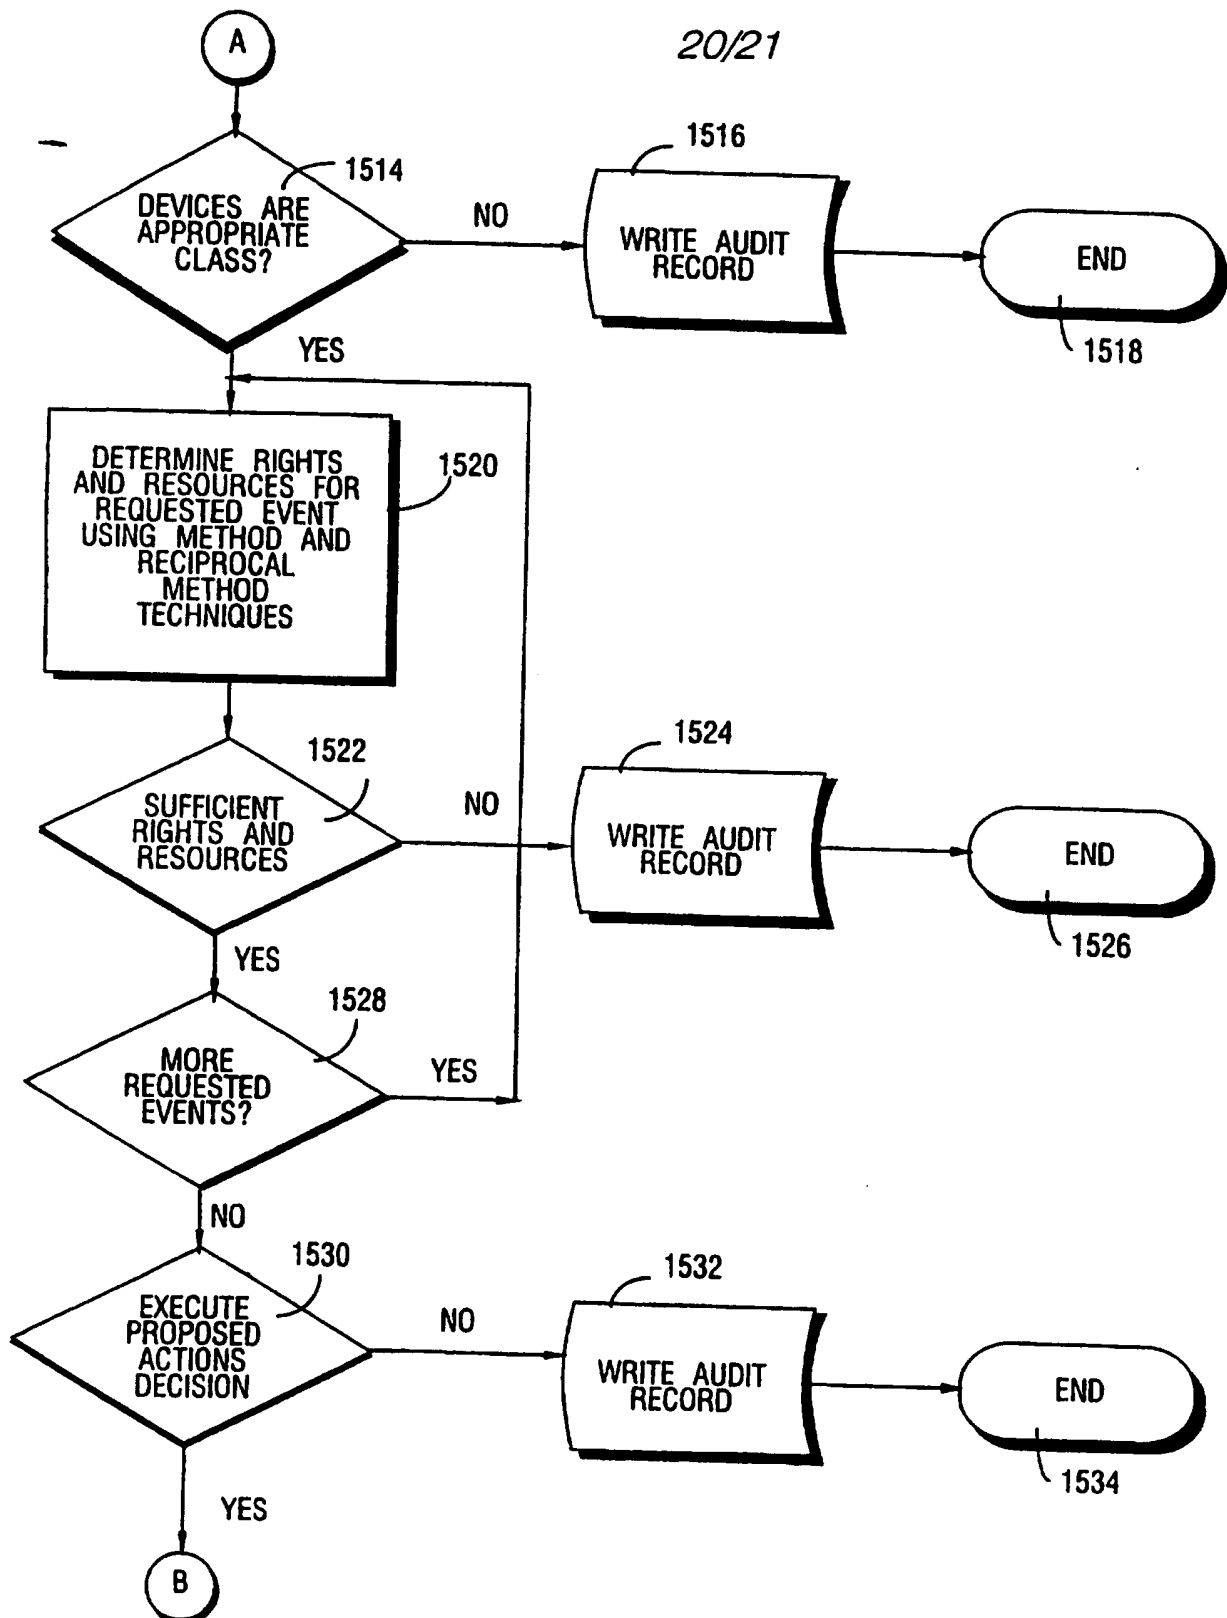 20/21
A
1514
DEVICES ARE
APPROPRIATE
CLASS?
NO
1516
WRITE AUDIT
RECORD
END
1518
YES
DETERMINE RIGHTS
AND RESOURCES FOR
REQUESTED EVENT
USING METHOD AND
RECIPROCAL
METHOD
TECHNIQUES
1520
1522
SUFFICIENT
RIGHTS AND
RESOURCES
NO
1524
WRITE AUDIT
RECORD
END
1526
YES
1528
MORE
REQUESTED
EVENTS?
YES
NO
1530
EXECUTE
PROPOSED
ACTIONS
DECISION
NO
1532
WRITE AUDIT
RECORD
END
1534
YES
B